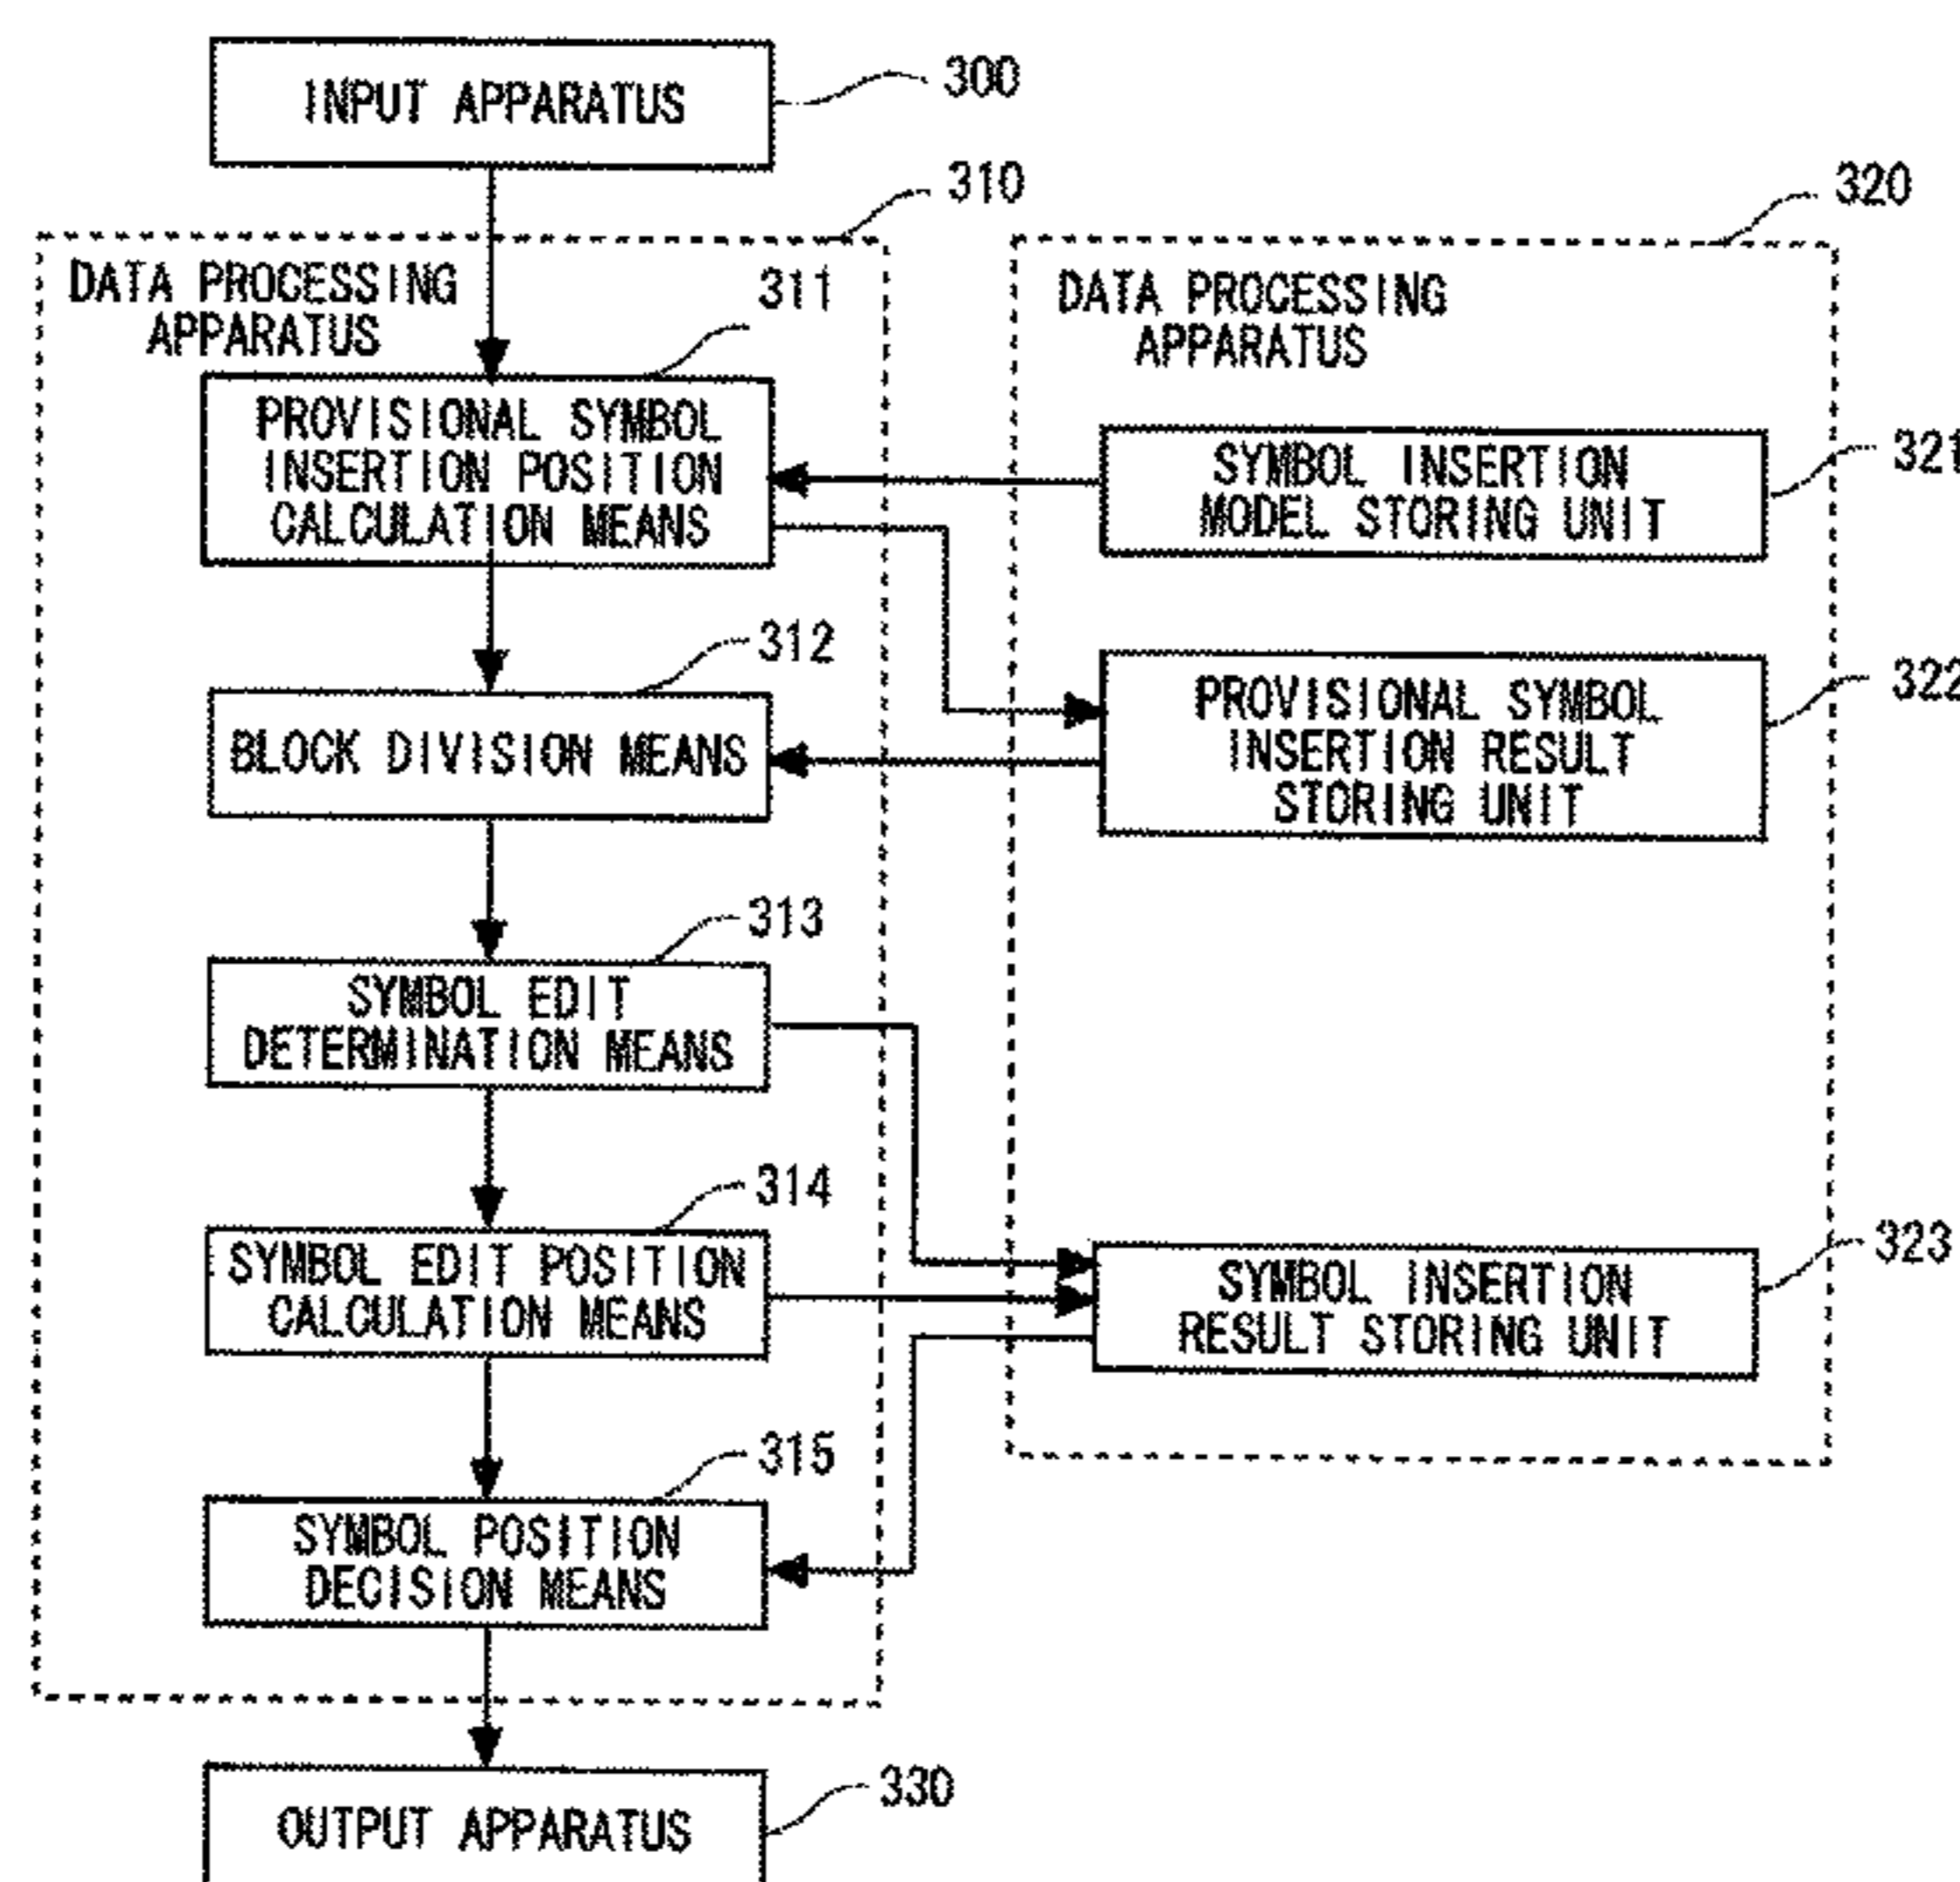 INPUT APPARATUS
300
310
320
DATA PROCESSING
APPARATUS
311
DATA PROCESSING
APPARATUS
PROVISIONAL SYMBOL
INSERTION POSITION
CALCULATION MEANS
SYMBOL INSERTION
MODEL STORING UNIT
321
312
BLOCK DIVISION MEANS
PROVISIONAL SYMBOL
INSERTION RESULT
STORING UNIT
322
313
SYMBOL EDIT
DETERMINATION MEANS
314
SYMBOL EDIT POSITION
CALCULATION MEANS
SYMBOL INSERTION
RESULT STORING UNIT
323
315
SYMBOL POSITION
DECISION MEANS
OUTPUT APPARATUS
330